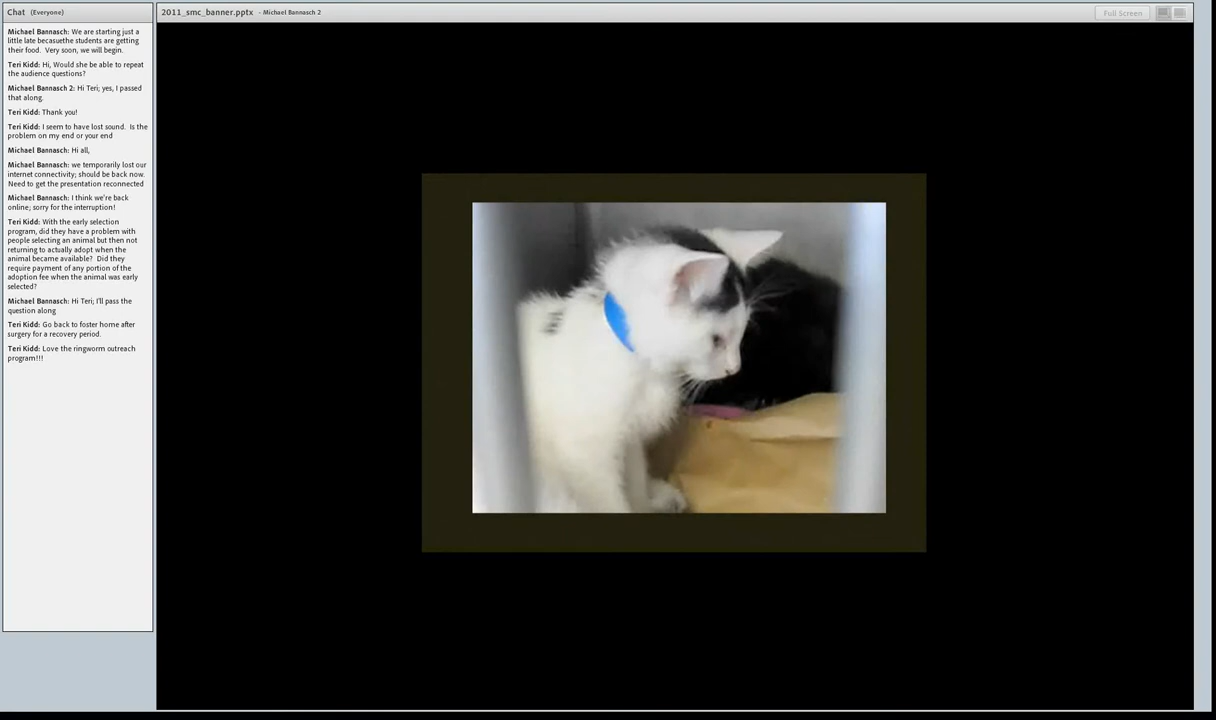 Chat (Everyone)
2011_smc_banner.pptx - Michael Bannasch 2
Full Screen
Michael Bannasch: We are starting just a
little late becasuethe students are getting
their food. Very soon, we will begin.
Teri Kidd: Hi, Would she be able to repeat
the audience questions?
Michael Bannasch 2: Hi Teri; yes, I passed
that along.
Teri Kidd: Thank you!
Teri Kidd: I seem to have lost sound. Is the
problem on my end or your end
Michael Bannasch: Hi all,
Michael Bannasch: we temporarily lost our
internet connectivity; should be back now.
Need to get the presentation reconnected
Michael Bannasch: I think we're back
online; sorry for the interruption!
Teri Kidd: With the early selection
program, did they have a problem with
people selecting an animal but then not
returning to actually adopt when the
animal became available? Did they
require payment of any portion of the
adoption fee when the animal was early
selected?
Michael Bannasch: Hi Teri; I'll pass the
question along
Teri Kidd: Go back to foster home after
surgery for a recovery period.
Teri Kidd: Love the ringworm outreach
program!!!